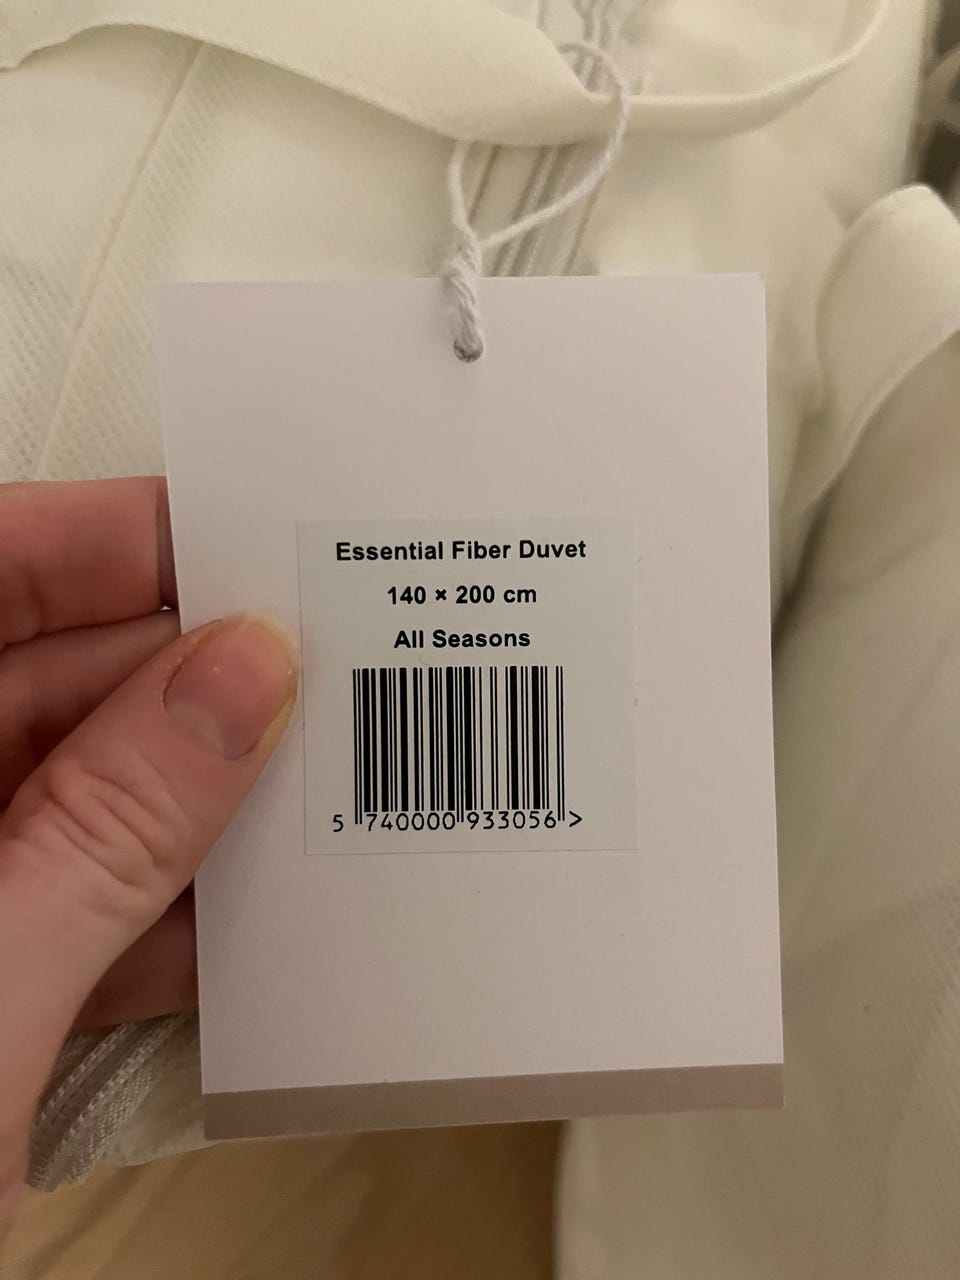 Essential Fiber Duvet
140 × 200 cm
All Seasons
5 740000 933056 >